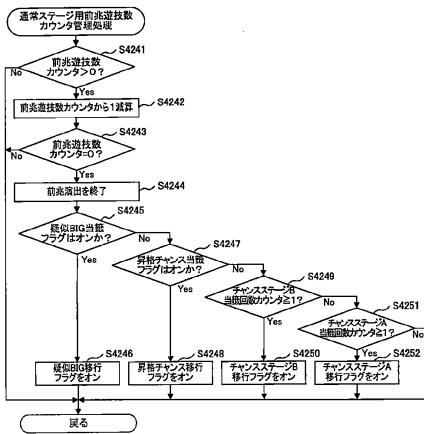 通常ステージ用前兆遊技数
カウンタ管理処理
S4241
前兆遊技数
カウンタ>0?
No
Yes
S4242
前兆遊技数カウンタから1減算
S4243
前兆遊技数
カウンタ=0?
No
Yes
S4244
前兆演出を終了
S4245
疑似BIG当籤
フラグはオンか?
No
Yes
S4247
昇格チャンス当籤
フラグはオンか?
No
Yes
S4249
チャンスステージB
当籤回数カウンタ≧1?
No
Yes
S4251
チャンスステージA
当籤回数カウンタ≧1?
No
Yes
S4246
疑似BIG移行
フラグをオン
S4248
昇格チャンス移行
フラグをオン
S4250
チャンスステージB
移行フラグをオン
S4252
チャンスステージA
移行フラグをオン
戻る